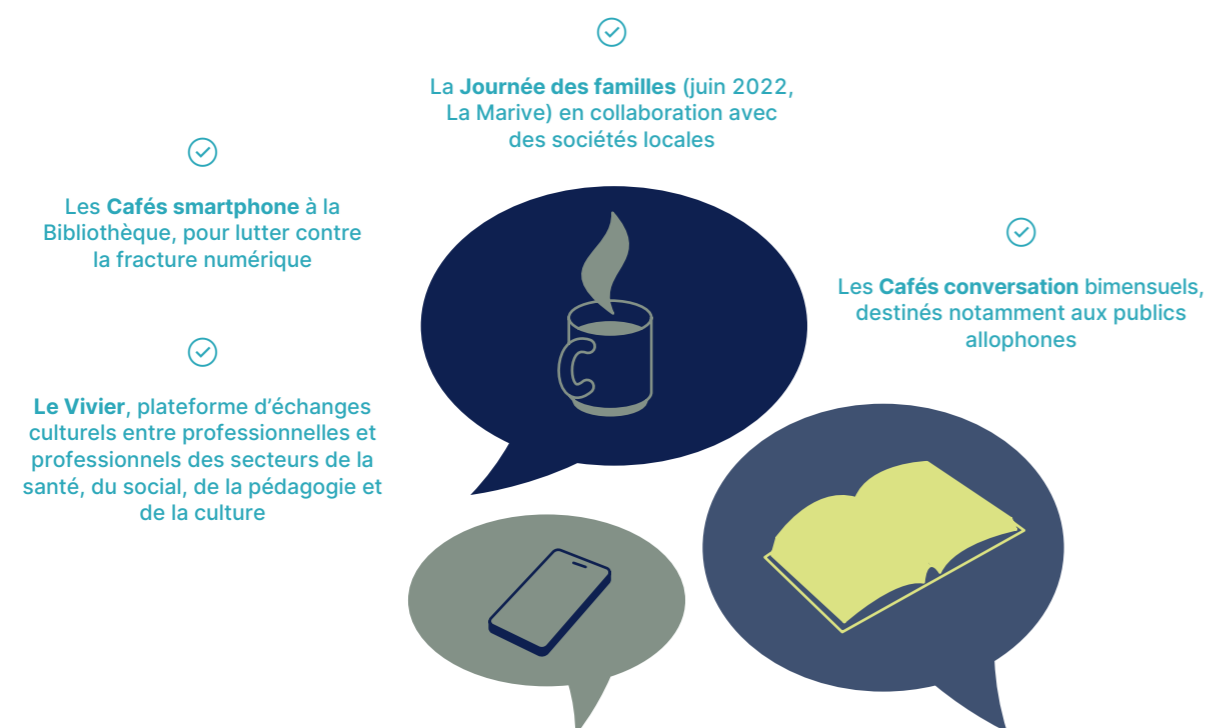 La Journée des familles (juin 2022,
La Marive) en collaboration avec
des sociétés locales
Les Cafés smartphone à la
Bibliothèque, pour lutter contre
la fracture numérique
Les Cafés conversation bimensuels,
destinés notamment aux publics
allophones
Le Vivier, plateforme d’échanges
culturels entre professionnelles et
professionnels des secteurs de la
santé, du social, de la pédagogie et
de la culture